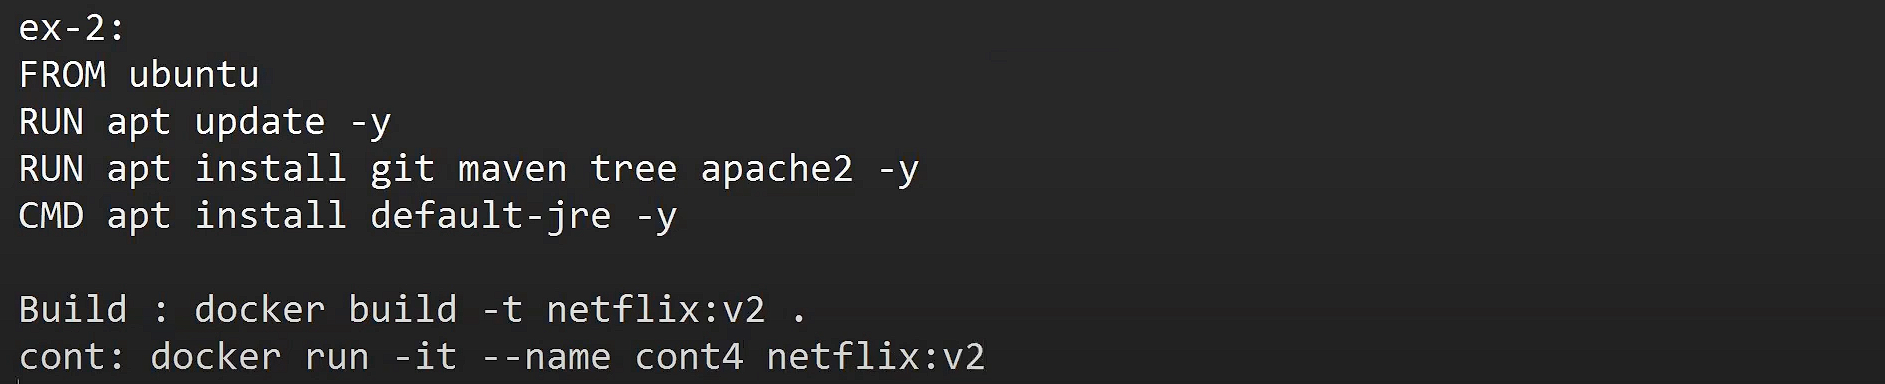 ex-2:
FROM ubuntu
RUN apt update -y
RUN apt install git maven tree apache2 -y
CMD apt install default-jre -y
Build : docker build -t netflix:v2 .
cont: docker run -it --name cont4 netflix:v2